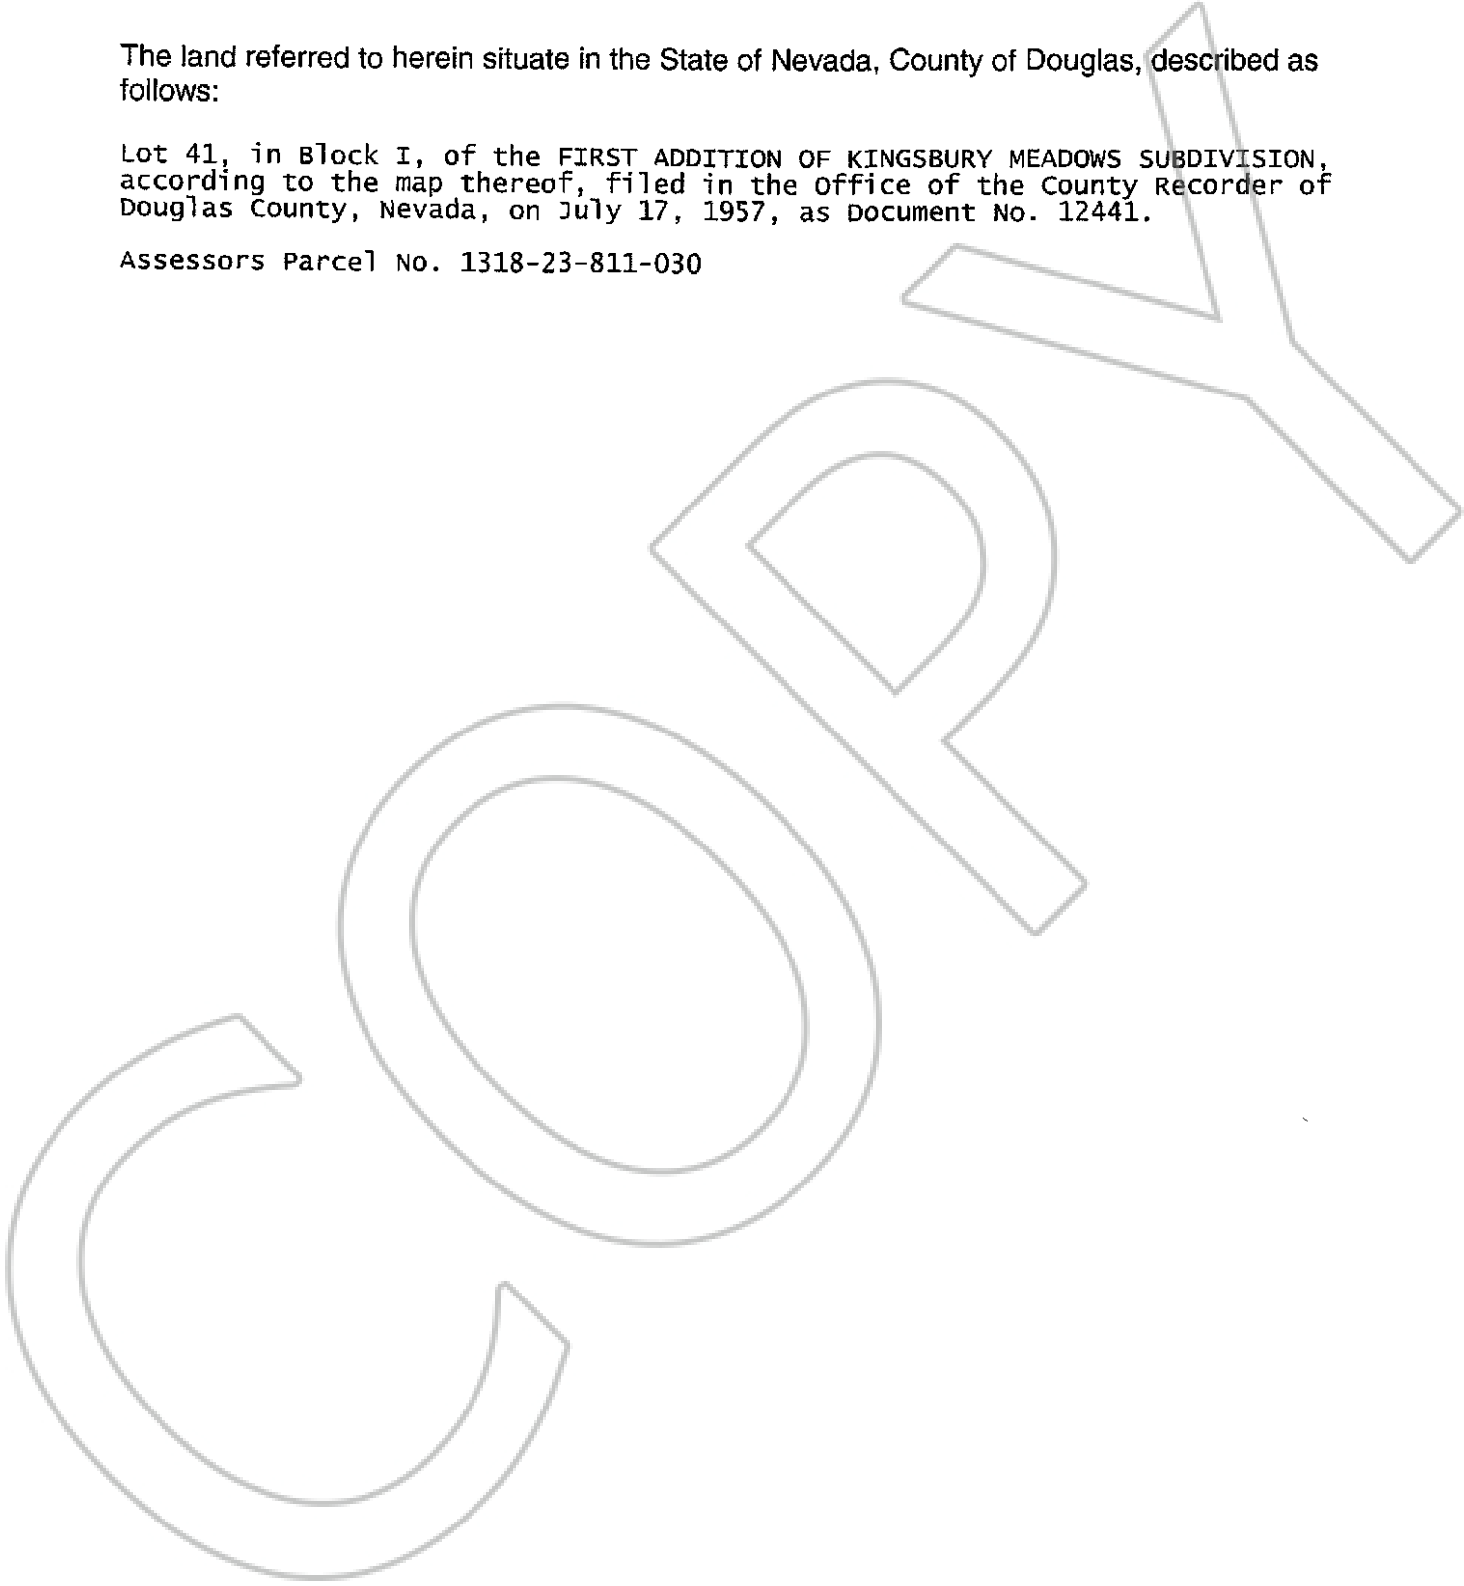 The land referred to herein situate in the State of Nevada, County of Douglas, described as
follows:
Lot 41, in Block I, of the FIRST ADDITION OF KINGSBURY MEADOWS SUBDIVISION,
according to the map thereof, filed in the Office of the County Recorder of
Douglas County, Nevada, on July 17, 1957, as Document No. 12441.
Assessors Parcel No. 1318-23-811-030
COPY